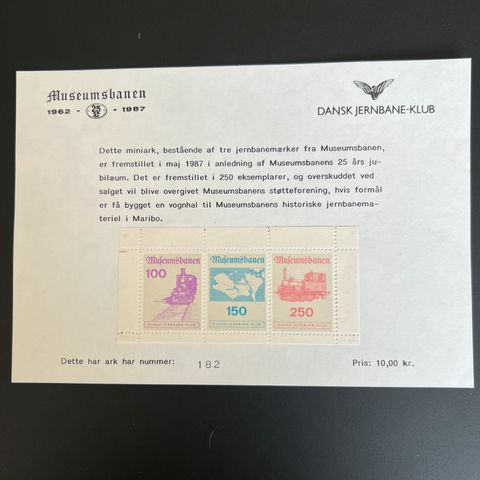 Museumsbanen
1962 - 25 - 1987
DANSK JERNBANE-KLUB
Dette miniark, bestående af tre jernbanemærker fra Museumsbanen,
er fremstillet i maj 1987 i anledning af Museumsbanens 25 års ju-
bilæum. Det er fremstillet i 250 eksemplarer, og overskuddet ved
salget vil blive overgivet Museumsbanens støtteforening, hvis formål
er få bygget en vognhal til Museumsbanens historiske jernbanema-
teriel i Maribo.
Museumsbanen Museumsbanen Museumsbanen
100
150
250
DANSK JERNBANE-KLUB DANSK JERNBANE-KLUB DANSK JERNBANE-KLUB
Dette har ark har nummer: 182 Pris: 10,00 kr.